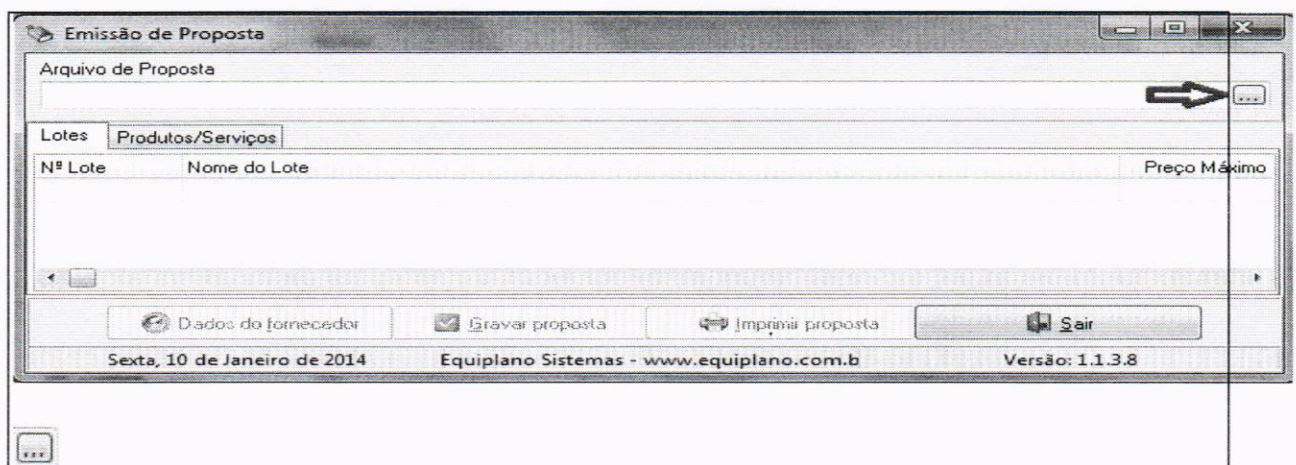 Emissão de Proposta
Arquivo de Proposta
...
Lotes Produtos/Serviços
Nº Lote Nome do Lote Preço Máximo
Dados do fornecedor Gravar proposta Imprimir proposta Sair
Sexta, 10 de Janeiro de 2014 Equiplano Sistemas - www.equiplano.com.b Versão: 1.1.3.8
...